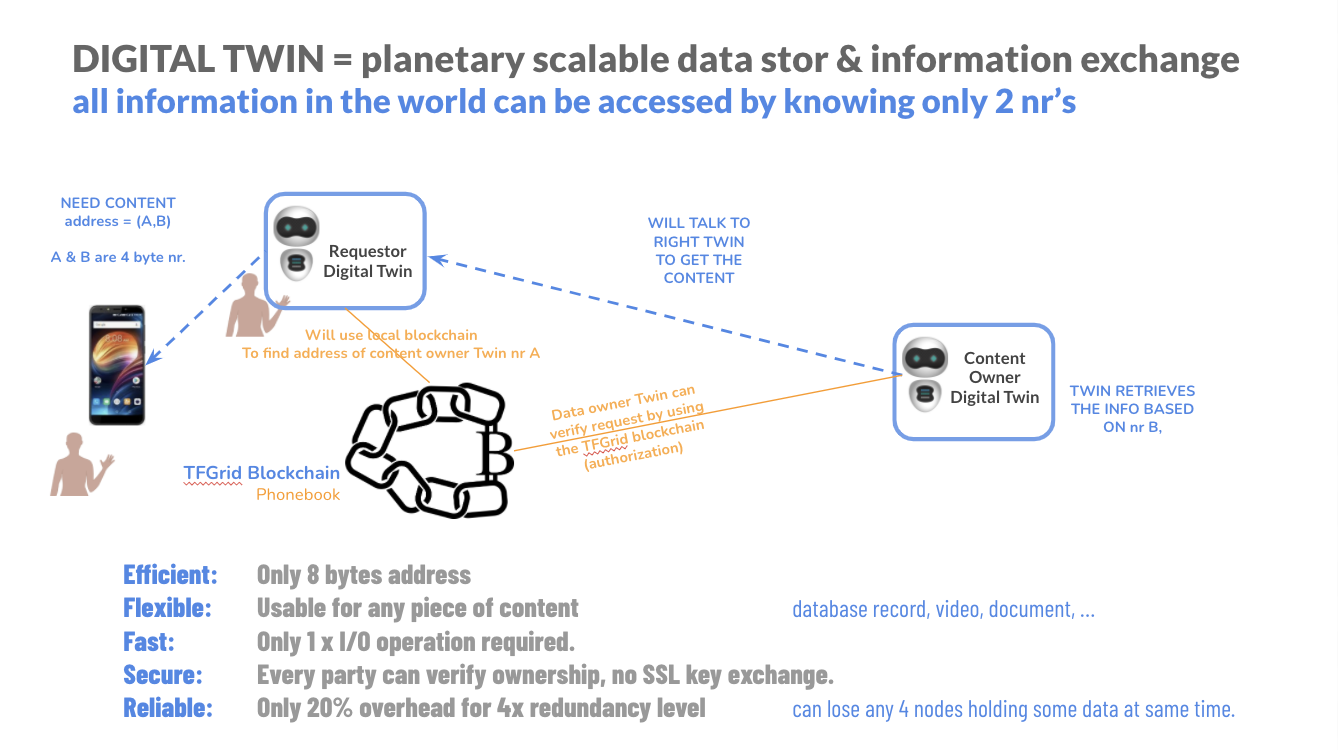 DIGITAL TWIN = planetary scalable data stor & information exchange
all information in the world can be accessed by knowing only 2 nr's
NEED CONTENT
address = (A,B)
A & B are 4 byte nr.
Requestor
Digital Twin
WILL TALK TO
RIGHT TWIN
TO GET THE
CONTENT
Will use local blockchain
To find address of content owner Twin nr A
Content
Owner
Digital Twin
TWIN RETRIEVES
THE INFO BASED
ON nr B,
Data owner Twin can
verify request by using
the TFGrid blockchain
(authorization)
TFGrid Blockchain
Phonebook
B
Efficient: Only 8 bytes address
Flexible: Usable for any piece of content database record, video, document, ...
Fast: Only 1 x I/O operation required.
Secure: Every party can verify ownership, no SSL key exchange.
Reliable: Only 20% overhead for 4x redundancy level can lose any 4 nodes holding some data at same time.